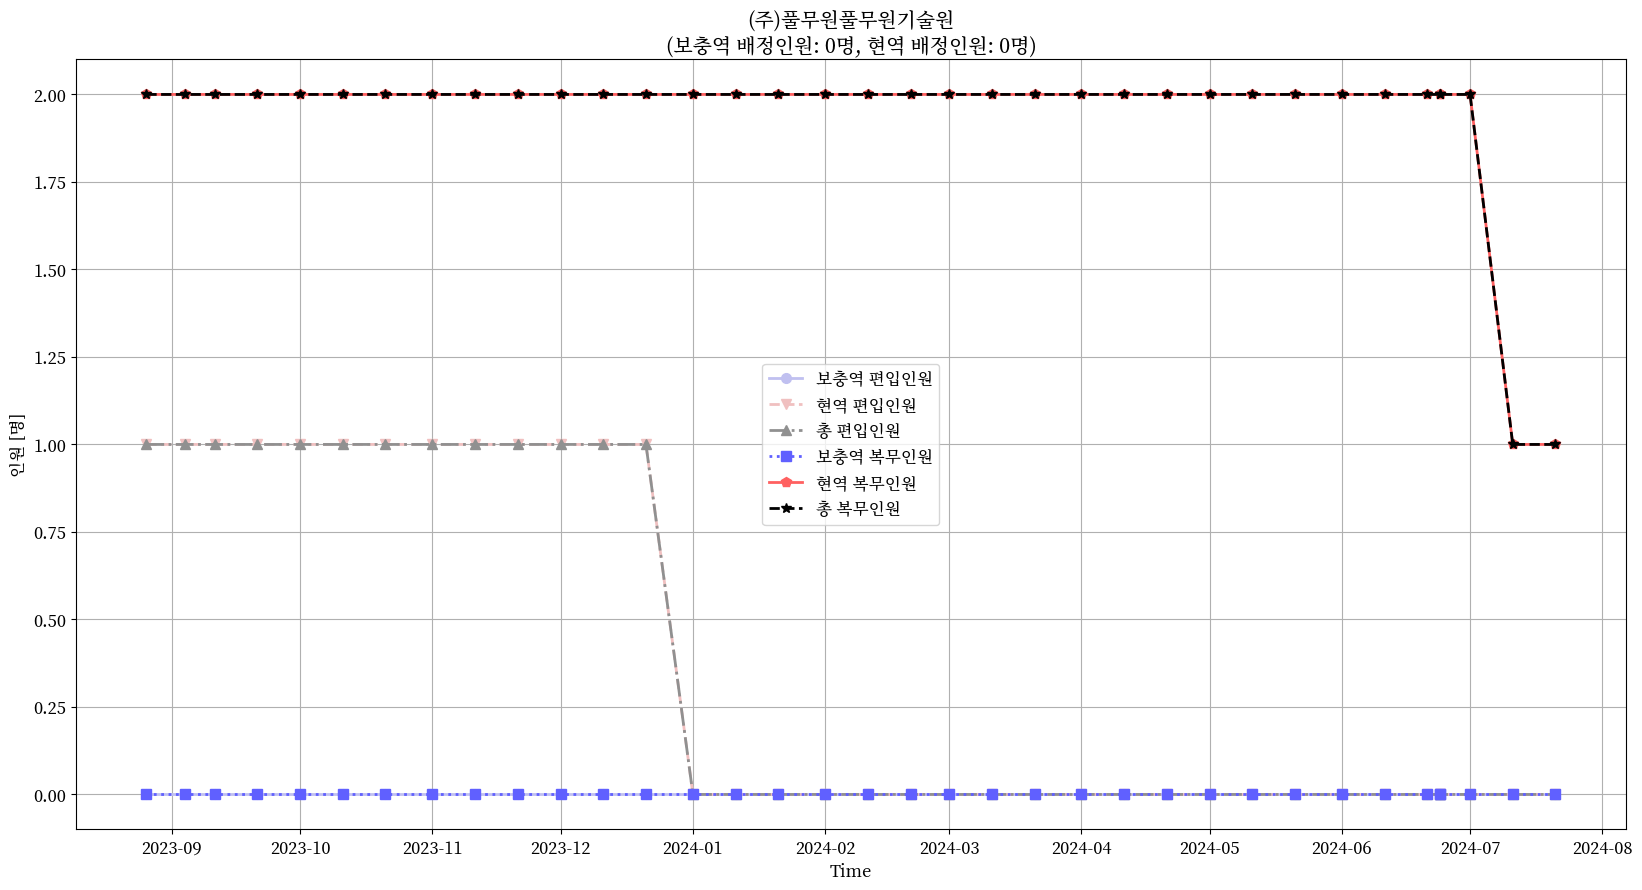 (주)풀무원풀무원기술원
(보충역 배정인원: 0명, 현역 배정인원: 0명)
인원 [명]
2.00
1.75
1.50
1.25
1.00
0.75
0.50
0.25
0.00
보충역 편입인원
현역 편입인원
총 편입인원
보충역 복무인원
현역 복무인원
총 복무인원
2023-09 2023-10 2023-11 2023-12 2024-01 2024-02 2024-03 2024-04 2024-05 2024-06 2024-07 2024-08
Time